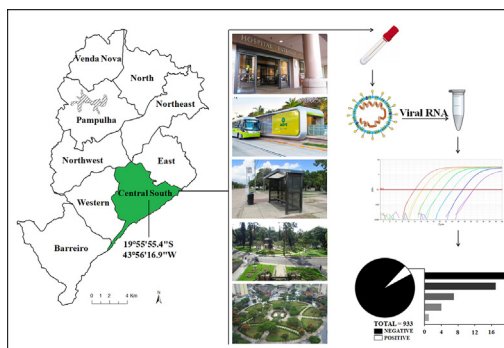 Venda Nova
North
Northeast
Pampulha
Northwest
East
Central South
Western
Barreiro
19°55'55.4"S
43°56'16.9"W
0 2 4 Km
N
HOSPITAL
Viral RNA
TOTAL = 933
NEGATIVE
POSITIVE
0 4 8 12 16